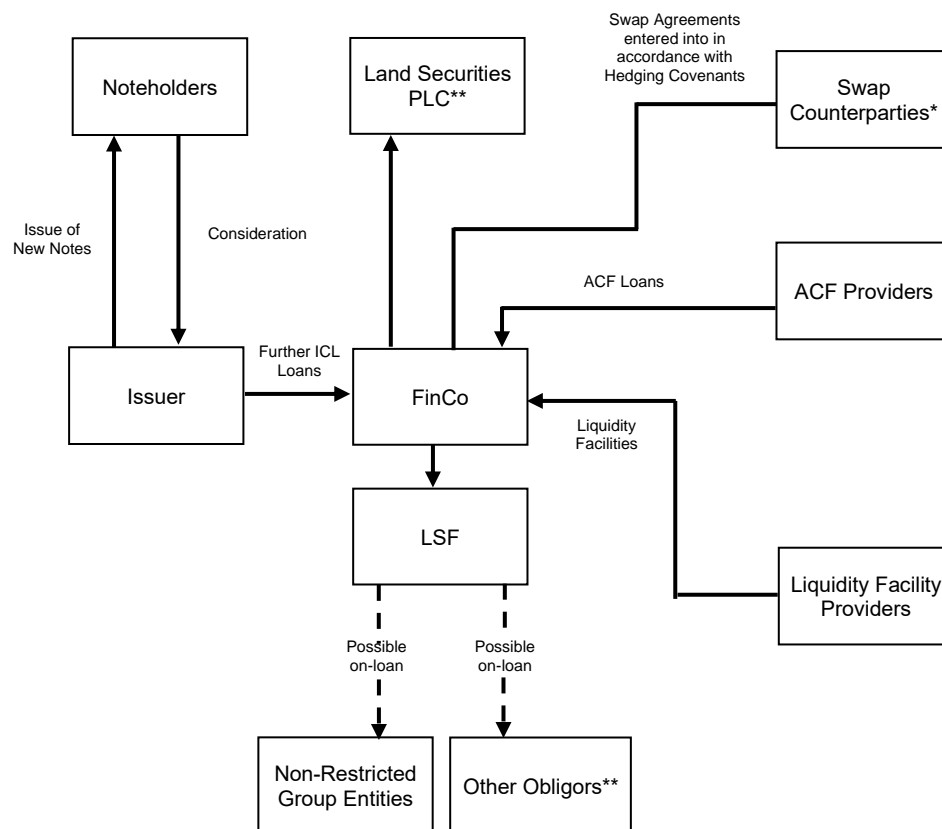 Swap Agreements
entered into in
accordance with
Hedging Covenants
Noteholders
Land Securities
PLC**
Swap
Counterparties*
Issue of
New Notes
Consideration
ACF Loans
ACF Providers
Further ICL
Loans
Issuer
FinCo
Liquidity
Facilities
LSF
Liquidity Facility
Providers
Possible
on-loan
Possible
on-loan
Non-Restricted
Group Entities
Other Obligors**